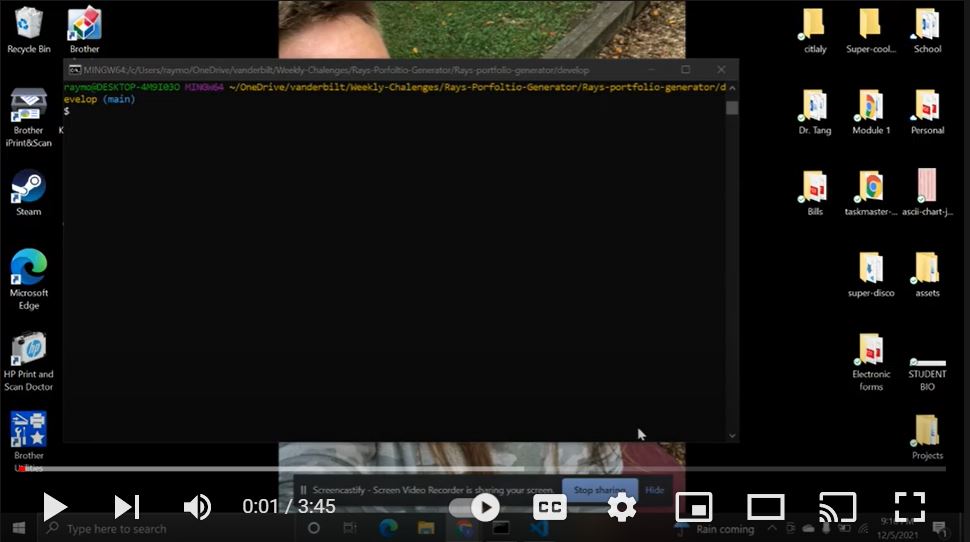 Recycle Bin
Brother
citlaly
Super-cool...
School
MINGW64:/c/Users/raymo/OneDrive/vanderbilt/Weekly-Chalenges/Rays-Porfoltio-Generator/Rays-portfolio-generator/develop
raymo@DESKTOP-4M9I03O MINGW64 ~/OneDrive/vanderbilt/Weekly-Chalenges/Rays-Porfoltio-Generator/Rays-portfolio-generator/d
evelop (main)
$
Brother
iPrint&Scan
K
Dr. Tang
Module 1
Personal
Steam
Bills
taskmaster-...
ascii-chart-j...
Microsoft
Edge
super-disco
assets
HP Print and
Scan Doctor
Electronic
forms
STUDENT
BIO
Brother
Utilities
Projects
Screencastify - Screen Video Recorder is sharing your screen.
Stop sharing
Hide
0:01 / 3:45
CC
Type here to search
Rain coming
12/5/2021